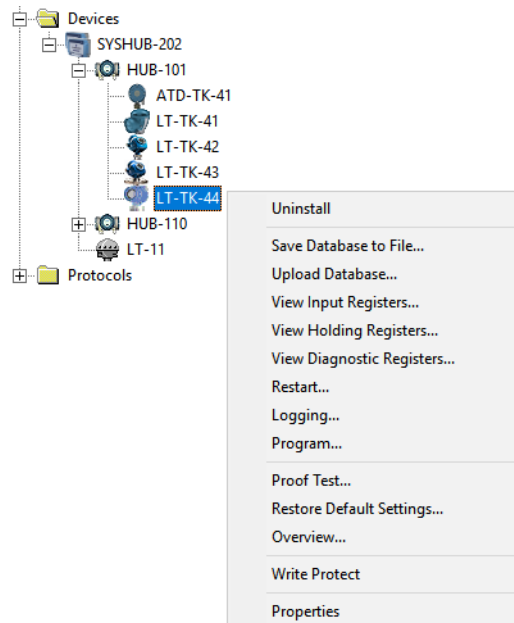 Devices
SYSHUB-202
HUB-101
ATD-TK-41
LT-TK-41
LT-TK-42
LT-TK-43
LT-TK-44
HUB-110
LT-11
Protocols
Uninstall
Save Database to File...
Upload Database...
View Input Registers...
View Holding Registers...
View Diagnostic Registers...
Restart...
Logging...
Program...
Proof Test...
Restore Default Settings...
Overview...
Write Protect
Properties